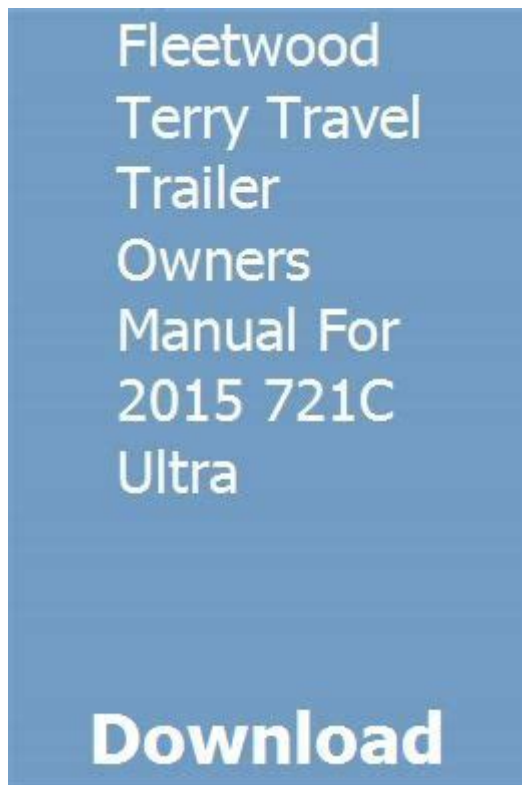 Fleetwood
Terry Travel
Trailer
Owners
Manual For
2015 721C
Ultra
Download